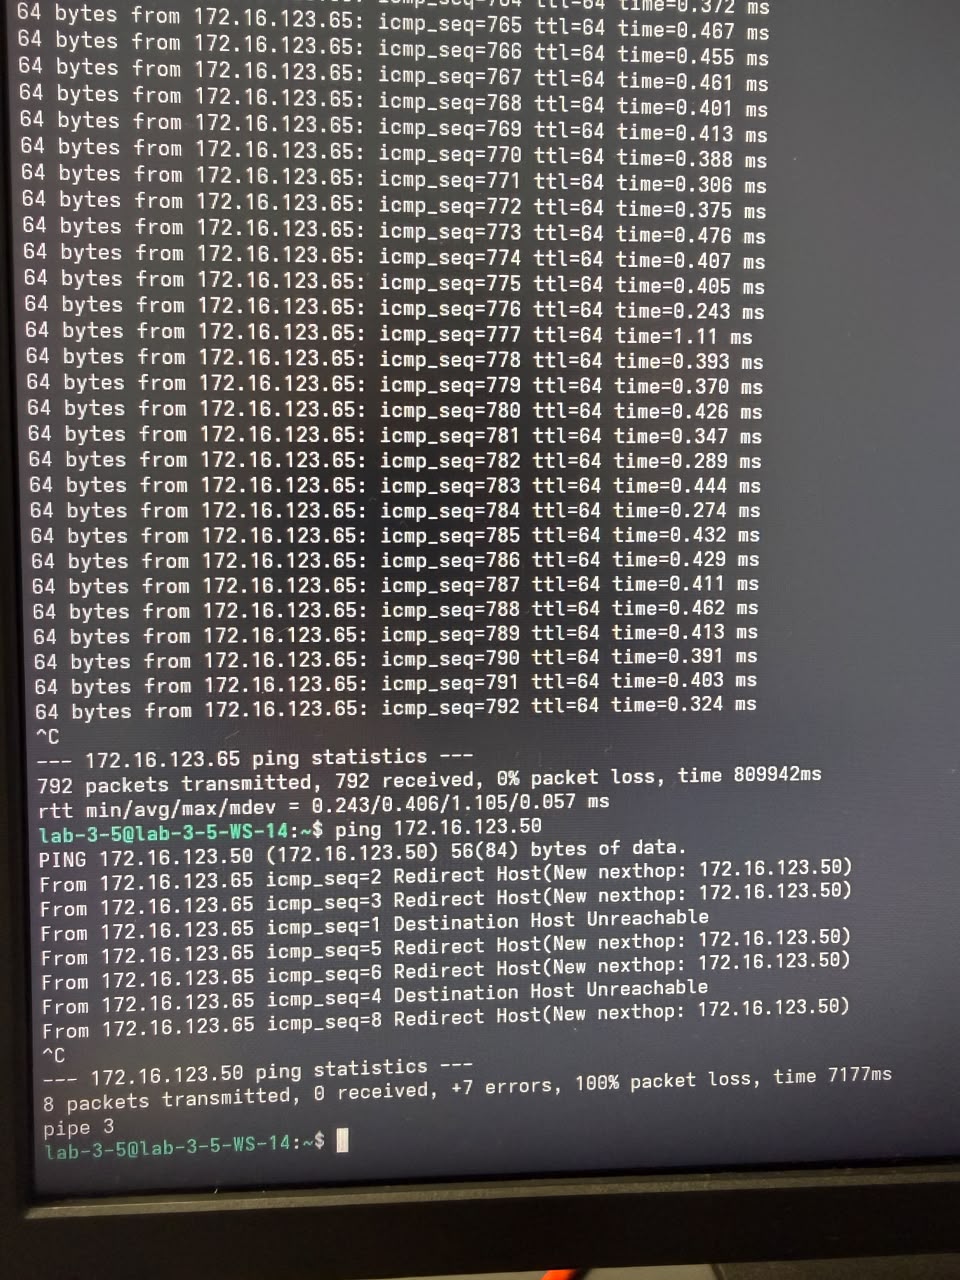 64 bytes from 172.16.123.65: icmp_seq=764 ttl=64 time=0.372 ms
64 bytes from 172.16.123.65: icmp_seq=765 ttl=64 time=0.467 ms
64 bytes from 172.16.123.65: icmp_seq=766 ttl=64 time=0.455 ms
64 bytes from 172.16.123.65: icmp_seq=767 ttl=64 time=0.461 ms
64 bytes from 172.16.123.65: icmp_seq=768 ttl=64 time=0.401 ms
64 bytes from 172.16.123.65: icmp_seq=769 ttl=64 time=0.413 ms
64 bytes from 172.16.123.65: icmp_seq=770 ttl=64 time=0.388 ms
64 bytes from 172.16.123.65: icmp_seq=771 ttl=64 time=0.306 ms
64 bytes from 172.16.123.65: icmp_seq=772 ttl=64 time=0.375 ms
64 bytes from 172.16.123.65: icmp_seq=773 ttl=64 time=0.476 ms
64 bytes from 172.16.123.65: icmp_seq=774 ttl=64 time=0.407 ms
64 bytes from 172.16.123.65: icmp_seq=775 ttl=64 time=0.405 ms
64 bytes from 172.16.123.65: icmp_seq=776 ttl=64 time=0.243 ms
64 bytes from 172.16.123.65: icmp_seq=777 ttl=64 time=1.11 ms
64 bytes from 172.16.123.65: icmp_seq=778 ttl=64 time=0.393 ms
64 bytes from 172.16.123.65: icmp_seq=779 ttl=64 time=0.370 ms
64 bytes from 172.16.123.65: icmp_seq=780 ttl=64 time=0.426 ms
64 bytes from 172.16.123.65: icmp_seq=781 ttl=64 time=0.347 ms
64 bytes from 172.16.123.65: icmp_seq=782 ttl=64 time=0.289 ms
64 bytes from 172.16.123.65: icmp_seq=783 ttl=64 time=0.444 ms
64 bytes from 172.16.123.65: icmp_seq=784 ttl=64 time=0.274 ms
64 bytes from 172.16.123.65: icmp_seq=785 ttl=64 time=0.432 ms
64 bytes from 172.16.123.65: icmp_seq=786 ttl=64 time=0.429 ms
64 bytes from 172.16.123.65: icmp_seq=787 ttl=64 time=0.411 ms
64 bytes from 172.16.123.65: icmp_seq=788 ttl=64 time=0.462 ms
64 bytes from 172.16.123.65: icmp_seq=789 ttl=64 time=0.413 ms
64 bytes from 172.16.123.65: icmp_seq=790 ttl=64 time=0.391 ms
64 bytes from 172.16.123.65: icmp_seq=791 ttl=64 time=0.403 ms
64 bytes from 172.16.123.65: icmp_seq=792 ttl=64 time=0.324 ms
^C
--- 172.16.123.65 ping statistics ---
792 packets transmitted, 792 received, 0% packet loss, time 809942ms
rtt min/avg/max/mdev = 0.243/0.406/1.105/0.057 ms
lab-3-5@lab-3-5-WS-14:~$ ping 172.16.123.50
PING 172.16.123.50 (172.16.123.50) 56(84) bytes of data.
From 172.16.123.65 icmp_seq=2 Redirect Host(New nexthop: 172.16.123.50)
From 172.16.123.65 icmp_seq=3 Redirect Host(New nexthop: 172.16.123.50)
From 172.16.123.65 icmp_seq=1 Destination Host Unreachable
From 172.16.123.65 icmp_seq=5 Redirect Host(New nexthop: 172.16.123.50)
From 172.16.123.65 icmp_seq=6 Redirect Host(New nexthop: 172.16.123.50)
From 172.16.123.65 icmp_seq=4 Destination Host Unreachable
From 172.16.123.65 icmp_seq=8 Redirect Host(New nexthop: 172.16.123.50)
^C
--- 172.16.123.50 ping statistics ---
8 packets transmitted, 0 received, +7 errors, 100% packet loss, time 7177ms
pipe 3
lab-3-5@lab-3-5-WS-14:~$